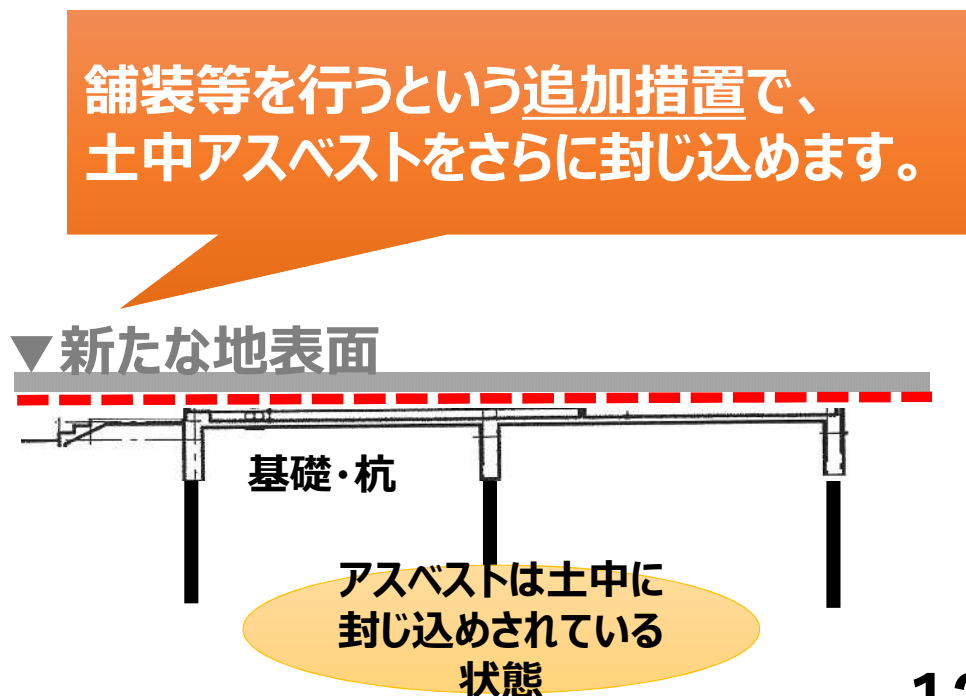 舗装等を行うという追加措置で、
土中アスベストをさらに封じ込めます。
▼新たな地表面
基礎・杭
アスベストは土中に
封じ込めされている
状態